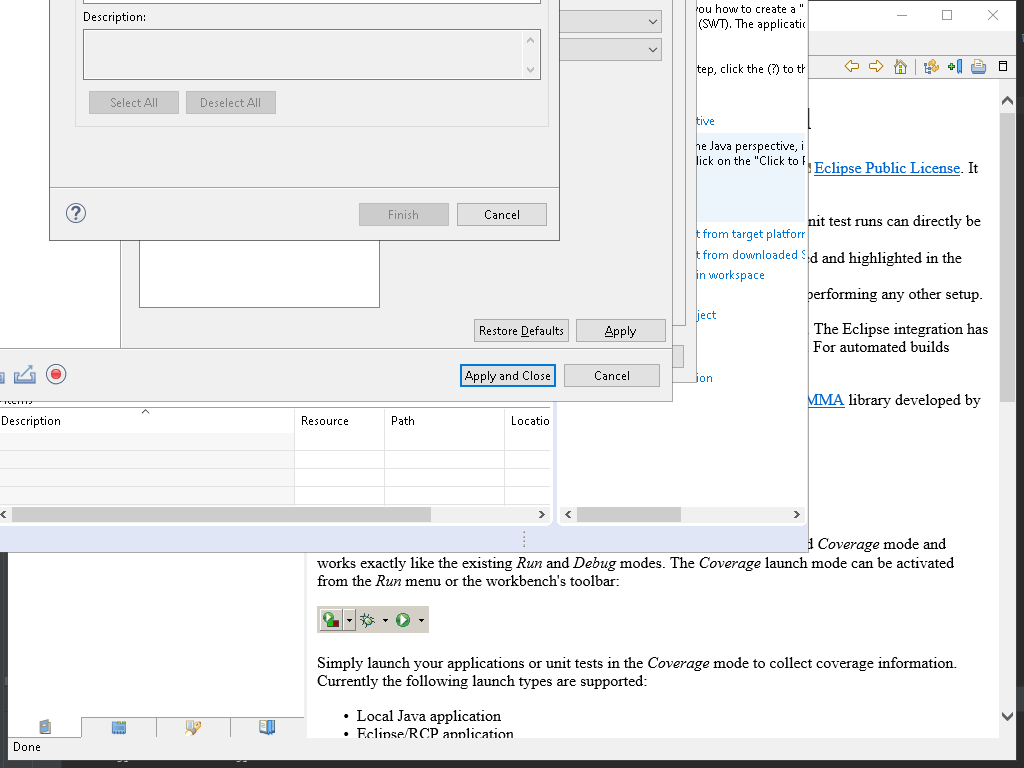 Description:
Select All
Deselect All
Finish
Cancel
Restore Defaults
Apply
Apply and Close
Cancel
Description
Resource
Path
Locatio
you how to create a "
(SWT). The applicatio
tep, click the (?) to th
tive
he Java perspective, i
lick on the "Click to P
t from target platform
t from downloaded S
in workspace
ject
ion
Eclipse Public License. It
nit test runs can directly be
d and highlighted in the
performing any other setup.
The Eclipse integration has
For automated builds
MMA library developed by
d Coverage mode and
works exactly like the existing Run and Debug modes. The Coverage launch mode can be activated
from the Run menu or the workbench's toolbar:
Simply launch your applications or unit tests in the Coverage mode to collect coverage information.
Currently the following launch types are supported:
• Local Java application
• Eclipse/RCP application
Done